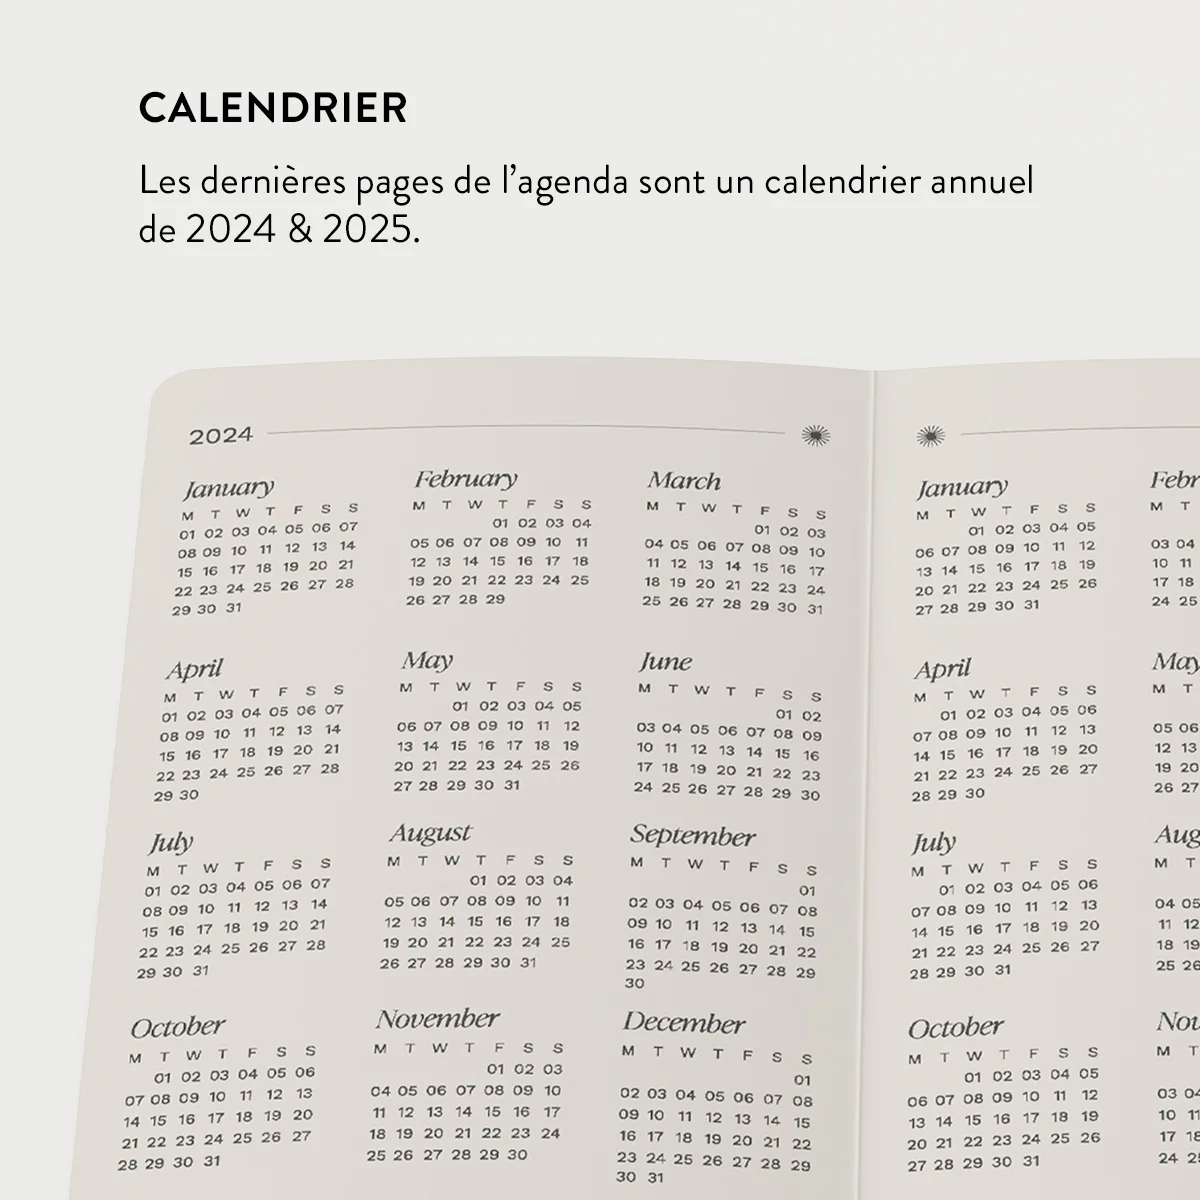 CALENDRIER
Les dernières pages de l’agenda sont un calendrier annuel
de 2024 & 2025.
2024
January
M T W T F S S
01 02 03 04 05 06 07
08 09 10 11 12 13 14
15 16 17 18 19 20 21
22 23 24 25 26 27 28
29 30 31
February
M T W T F S S
01 02 03 04
05 06 07 08 09 10 11
12 13 14 15 16 17 18
19 20 21 22 23 24 25
26 27 28 29
March
M T W T F S S
01 02 03
04 05 06 07 08 09 10
11 12 13 14 15 16 17
18 19 20 21 22 23 24
25 26 27 28 29 30 31
April
M T W T F S S
01 02 03 04 05 06 07
08 09 10 11 12 13 14
15 16 17 18 19 20 21
22 23 24 25 26 27 28
29 30
May
M T W T F S S
01 02 03 04 05
06 07 08 09 10 11 12
13 14 15 16 17 18 19
20 21 22 23 24 25 26
27 28 29 30 31
June
M T W T F S S
01 02
03 04 05 06 07 08 09
10 11 12 13 14 15 16
17 18 19 20 21 22 23
24 25 26 27 28 29 30
July
M T W T F S S
01 02 03 04 05 06 07
08 09 10 11 12 13 14
15 16 17 18 19 20 21
22 23 24 25 26 27 28
29 30 31
August
M T W T F S S
01 02 03 04
05 06 07 08 09 10 11
12 13 14 15 16 17 18
19 20 21 22 23 24 25
26 27 28 29 30 31
September
M T W T F S S
01
02 03 04 05 06 07 08
09 10 11 12 13 14 15
16 17 18 19 20 21 22
23 24 25 26 27 28 29
30
October
M T W T F S S
01 02 03 04 05 06
07 08 09 10 11 12 13
14 15 16 17 18 19 20
21 22 23 24 25 26 27
28 29 30 31
November
M T W T F S S
01 02 03
04 05 06 07 08 09 10
11 12 13 14 15 16 17
18 19 20 21 22 23 24
25 26 27 28 29 30
December
M T W T F S S
01
02 03 04 05 06 07 08
09 10 11 12 13 14 15
16 17 18 19 20 21 22
23 24 25 26 27 28 29
30 31
January
M T W T F S S
01 02 03 04 05
06 07 08 09 10 11 12
13 14 15 16 17 18 19
20 21 22 23 24 25 26
27 28 29 30 31
Febr
M T
03 04
10 11
17 18
24 25
April
M T W T F S S
01 02 03 04 05 06
07 08 09 10 11 12 13
14 15 16 17 18 19 20
21 22 23 24 25 26 27
28 29 30
May
M T
05 06
12 13
19 20
26 27
July
M T W T F S S
01 02 03 04 05 06
07 08 09 10 11 12 13
14 15 16 17 18 19 20
21 22 23 24 25 26 27
28 29 30 31
Aug
M T
04 05
11 12
18 19
25 26
October
M T W T F S S
01 02 03 04 05
06 07 08 09 10 11 12
13 14 15 16 17 18 19
20 21 22 23 24 25 26
27 28 29 30 31
Nov
M T
03 04
10 11
17 18
24 25